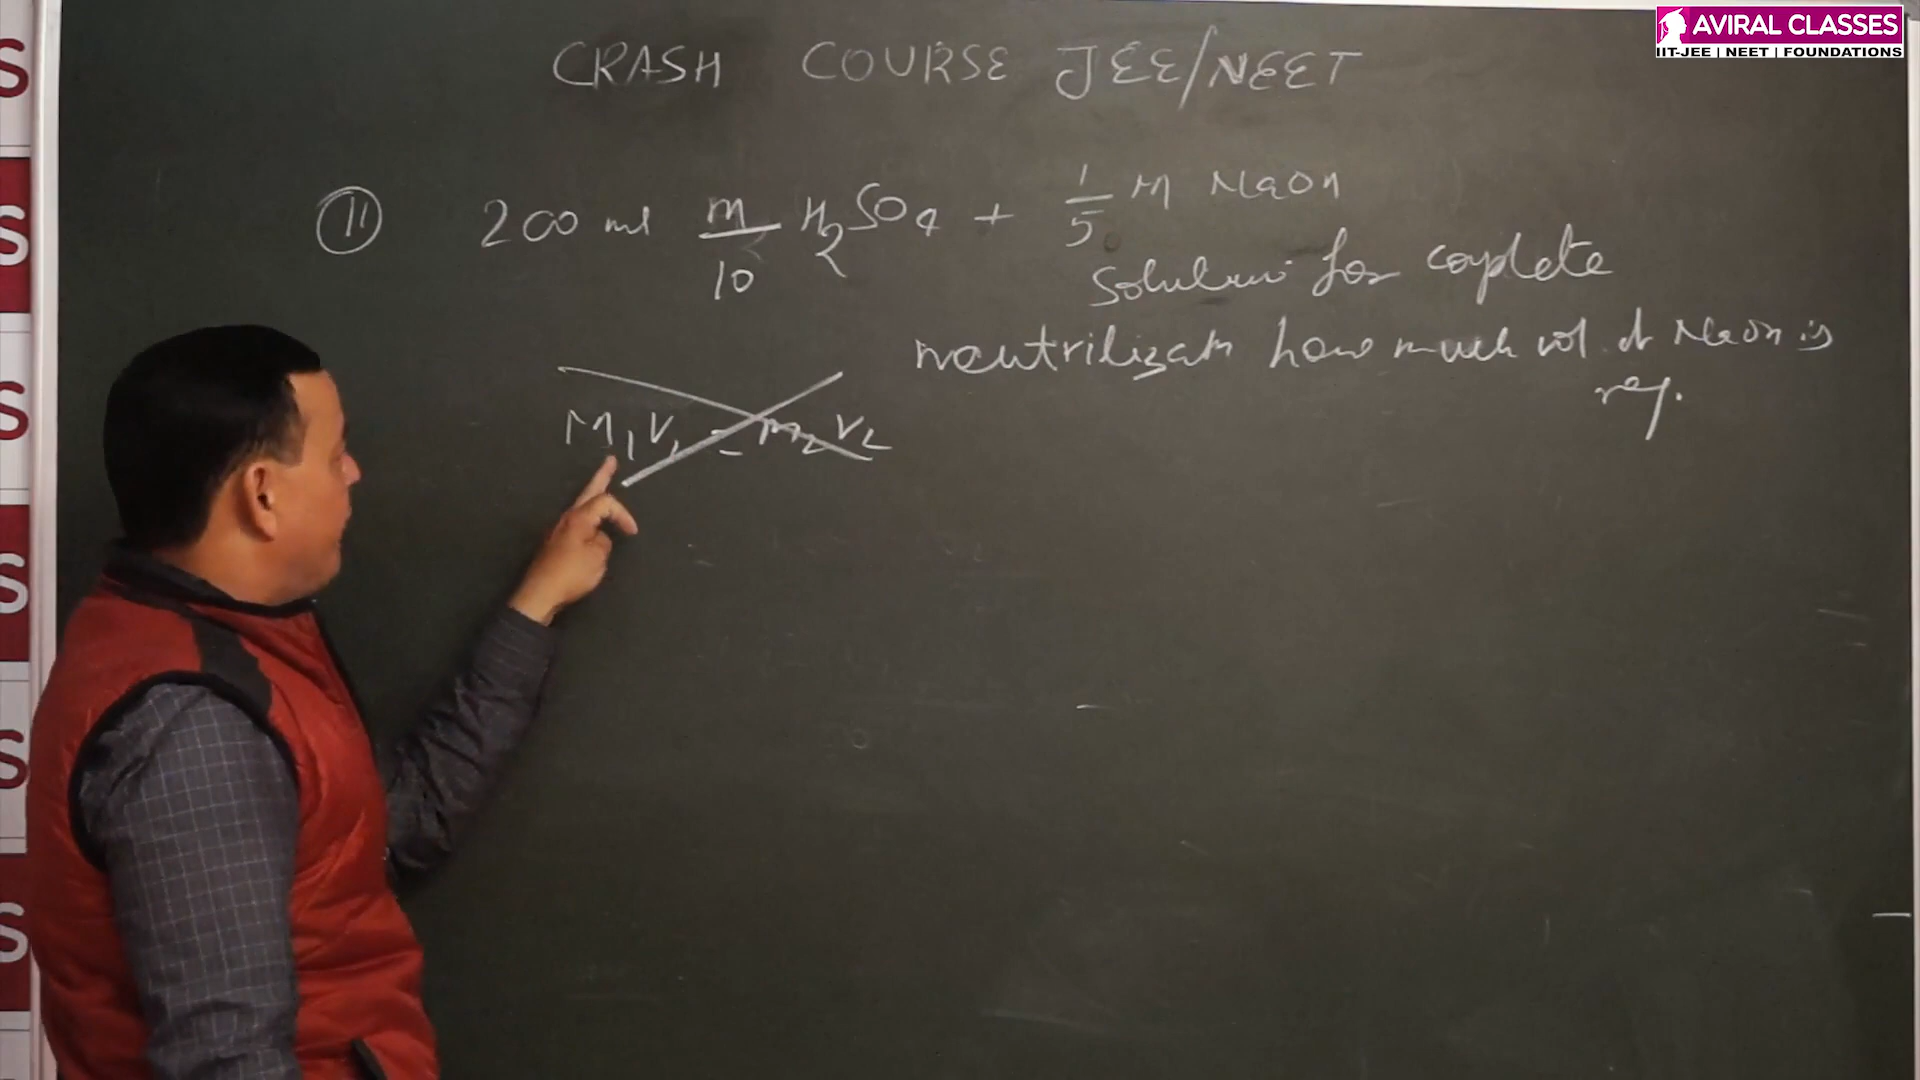 AVIRAL CLASSES
IIT-JEE | NEET | FOUNDATIONS
CRASH COURSE JEE/NEET
11 200 ml M/10 H₂SO₄ + 1/5 M NaOH
Solution for complete
neutrilizatn how much vol of NaOH is
req.
M₁V₁ = M₂V₂
S
S
S
S
S
S
S